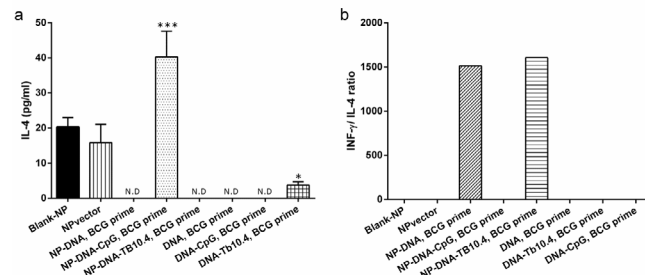 a
b
IL-4 (pg/ml)
50
40
30
20
10
0
***
N.D
N.D
N.D
N.D
*
Blank-NP
NPvector
NP-DNA, BCG prime
NP-DNA-CpG, BCG prime
NP-DNA-TB10.4, BCG prime
DNA, BCG prime
DNA-CpG, BCG prime
DNA-Tb10.4, BCG prime
INF-γ/ IL-4 ratio
2000
1500
1000
500
0
Blank-NP
NPvector
NP-DNA, BCG prime
NP-DNA-CpG, BCG prime
NP-DNA-TB10.4, BCG prime
DNA, BCG prime
DNA-Tb10.4, BCG prime
DNA-CpG, BCG prime